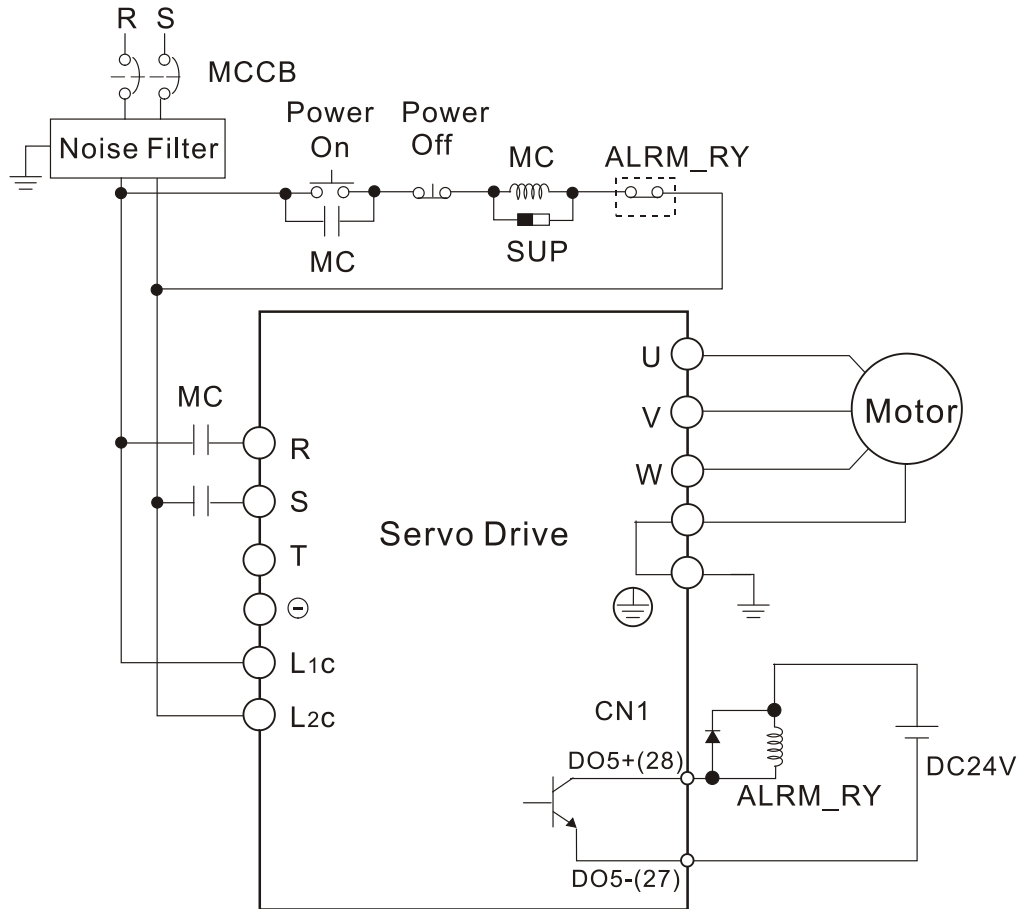 R S
MCCB
Noise Filter
Power On
Power Off
MC
ALRM_RY
MC
SUP
MC
R
S
T
⊖
L1c
L2c
Servo Drive
U
V
W
Motor
CN1
DO5+(28)
DO5-(27)
ALRM_RY
DC24V